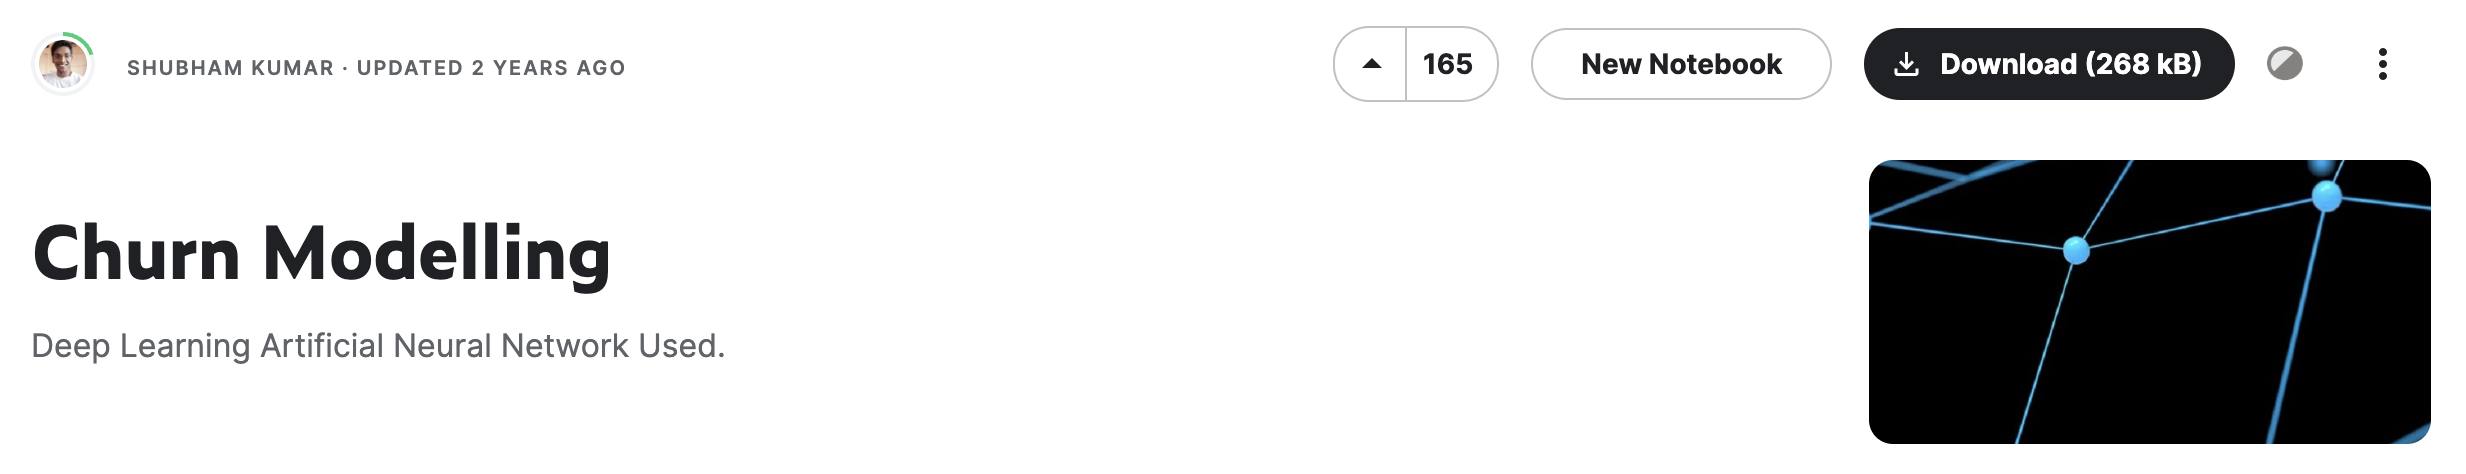 SHUBHAM KUMAR · UPDATED 2 YEARS AGO
165
New Notebook
Download (268 kB)
Churn Modelling
Deep Learning Artificial Neural Network Used.